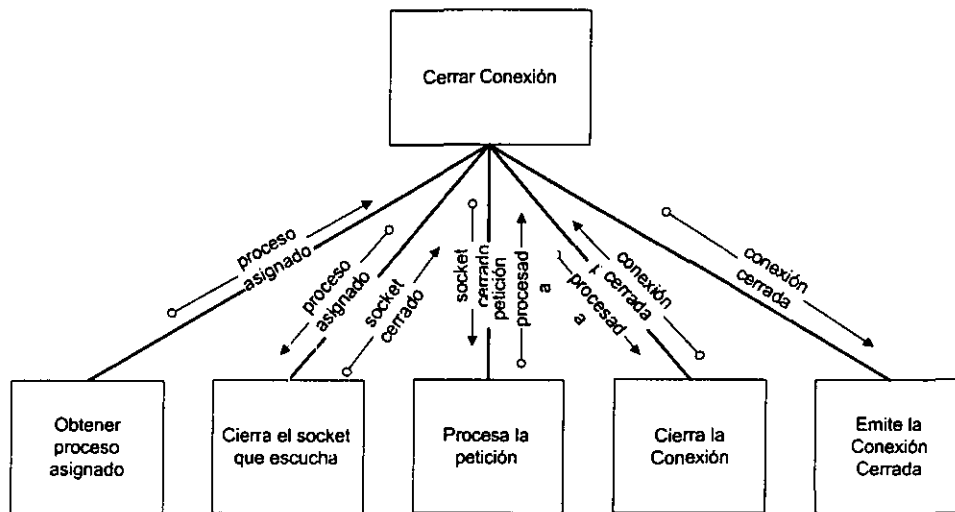 Cerrar Conexión
proceso
asignado
proceso
asignado
socket
cerrado
socket
cerrado
petición
procesad
a
procesad
a
conexión
cerrada
conexión
cerrada
Obtener
proceso
asignado
Cierra el socket
que escucha
Procesa la
petición
Cierra la
Conexión
Emite la
Conexión
Cerrada